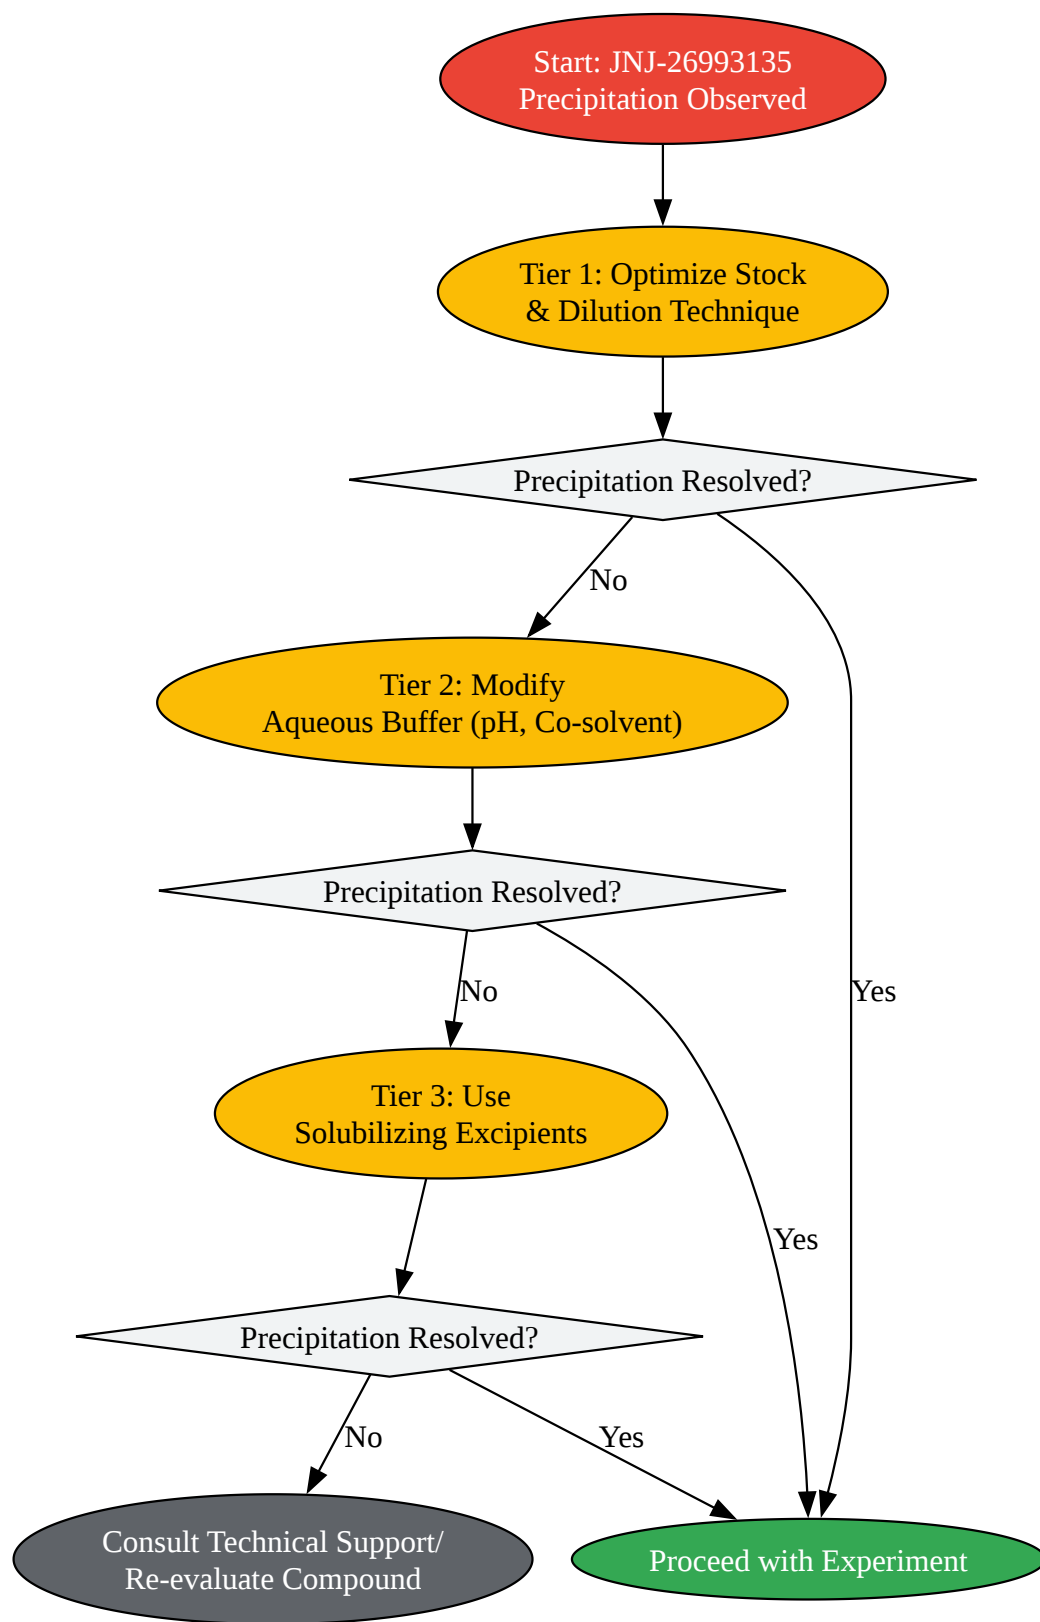 Start: JNJ-26993135
Precipitation Observed
Tier 1: Optimize Stock
& Dilution Technique
Precipitation Resolved?
No
Tier 2: Modify
Aqueous Buffer (pH, Co-solvent)
Precipitation Resolved?
No
Yes
Tier 3: Use
Solubilizing Excipients
Yes
Precipitation Resolved?
No
Yes
Consult Technical Support/
Re-evaluate Compound
Proceed with Experiment